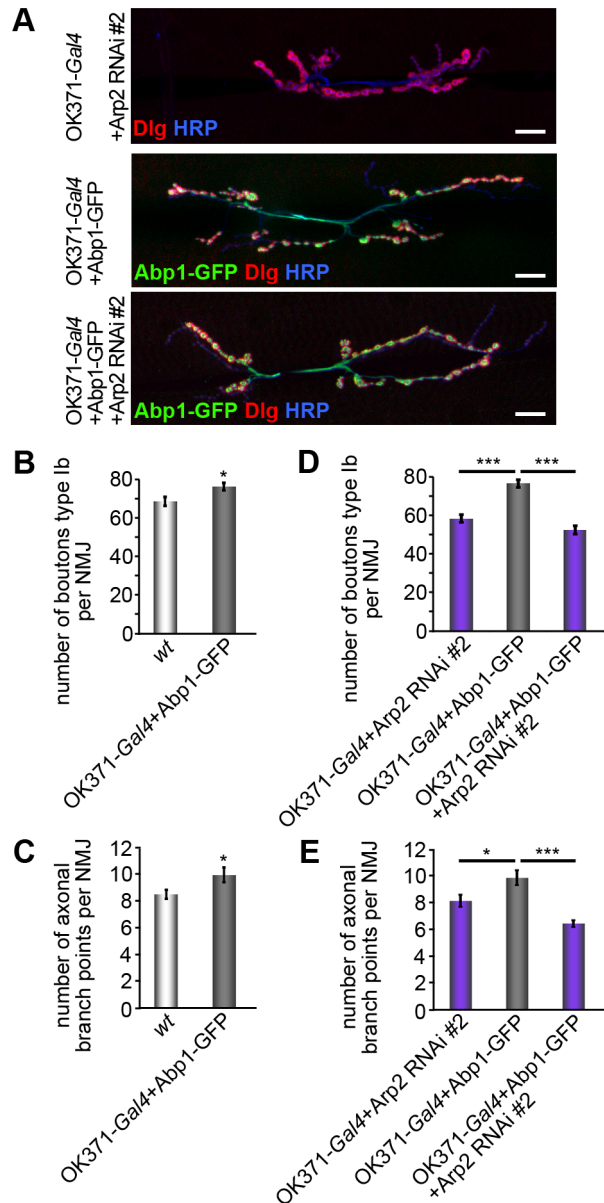 A
OK371-Gal4
+Arp2 RNAi #2
Dlg HRP
OK371-Gal4
+Abp1-GFP
Abp1-GFP Dlg HRP
OK371-Gal4
+Abp1-GFP
+Arp2 RNAi #2
Abp1-GFP Dlg HRP
B
number of boutons type Ib
per NMJ
80
60
40
20
0
*
wt
OK371-Gal4+Abp1-GFP
D
number of boutons type Ib
per NMJ
80
60
40
20
0
*** ***
OK371-Gal4+Arp2 RNAi #2
OK371-Gal4+Abp1-GFP
OK371-Gal4+Abp1-GFP
+Arp2 RNAi #2
C
number of axonal
branch points per NMJ
12
10
8
6
4
2
0
*
wt
OK371-Gal4+Abp1-GFP
E
number of axonal
branch points per NMJ
12
10
8
6
4
2
0
* ***
OK371-Gal4+Arp2 RNAi #2
OK371-Gal4+Abp1-GFP
OK371-Gal4+Abp1-GFP
+Arp2 RNAi #2